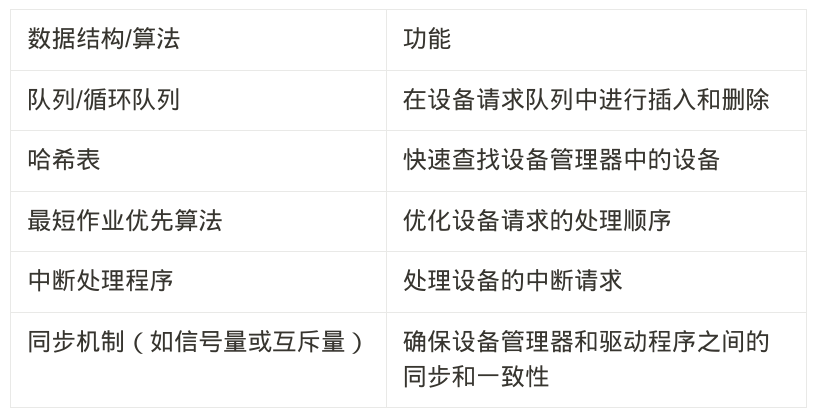 数据结构/算法
功能
队列/循环队列
在设备请求队列中进行插入和删除
哈希表
快速查找设备管理器中的设备
最短作业优先算法
优化设备请求的处理顺序
中断处理程序
处理设备的中断请求
同步机制（如信号量或互斥量）
确保设备管理器和驱动程序之间的
同步和一致性